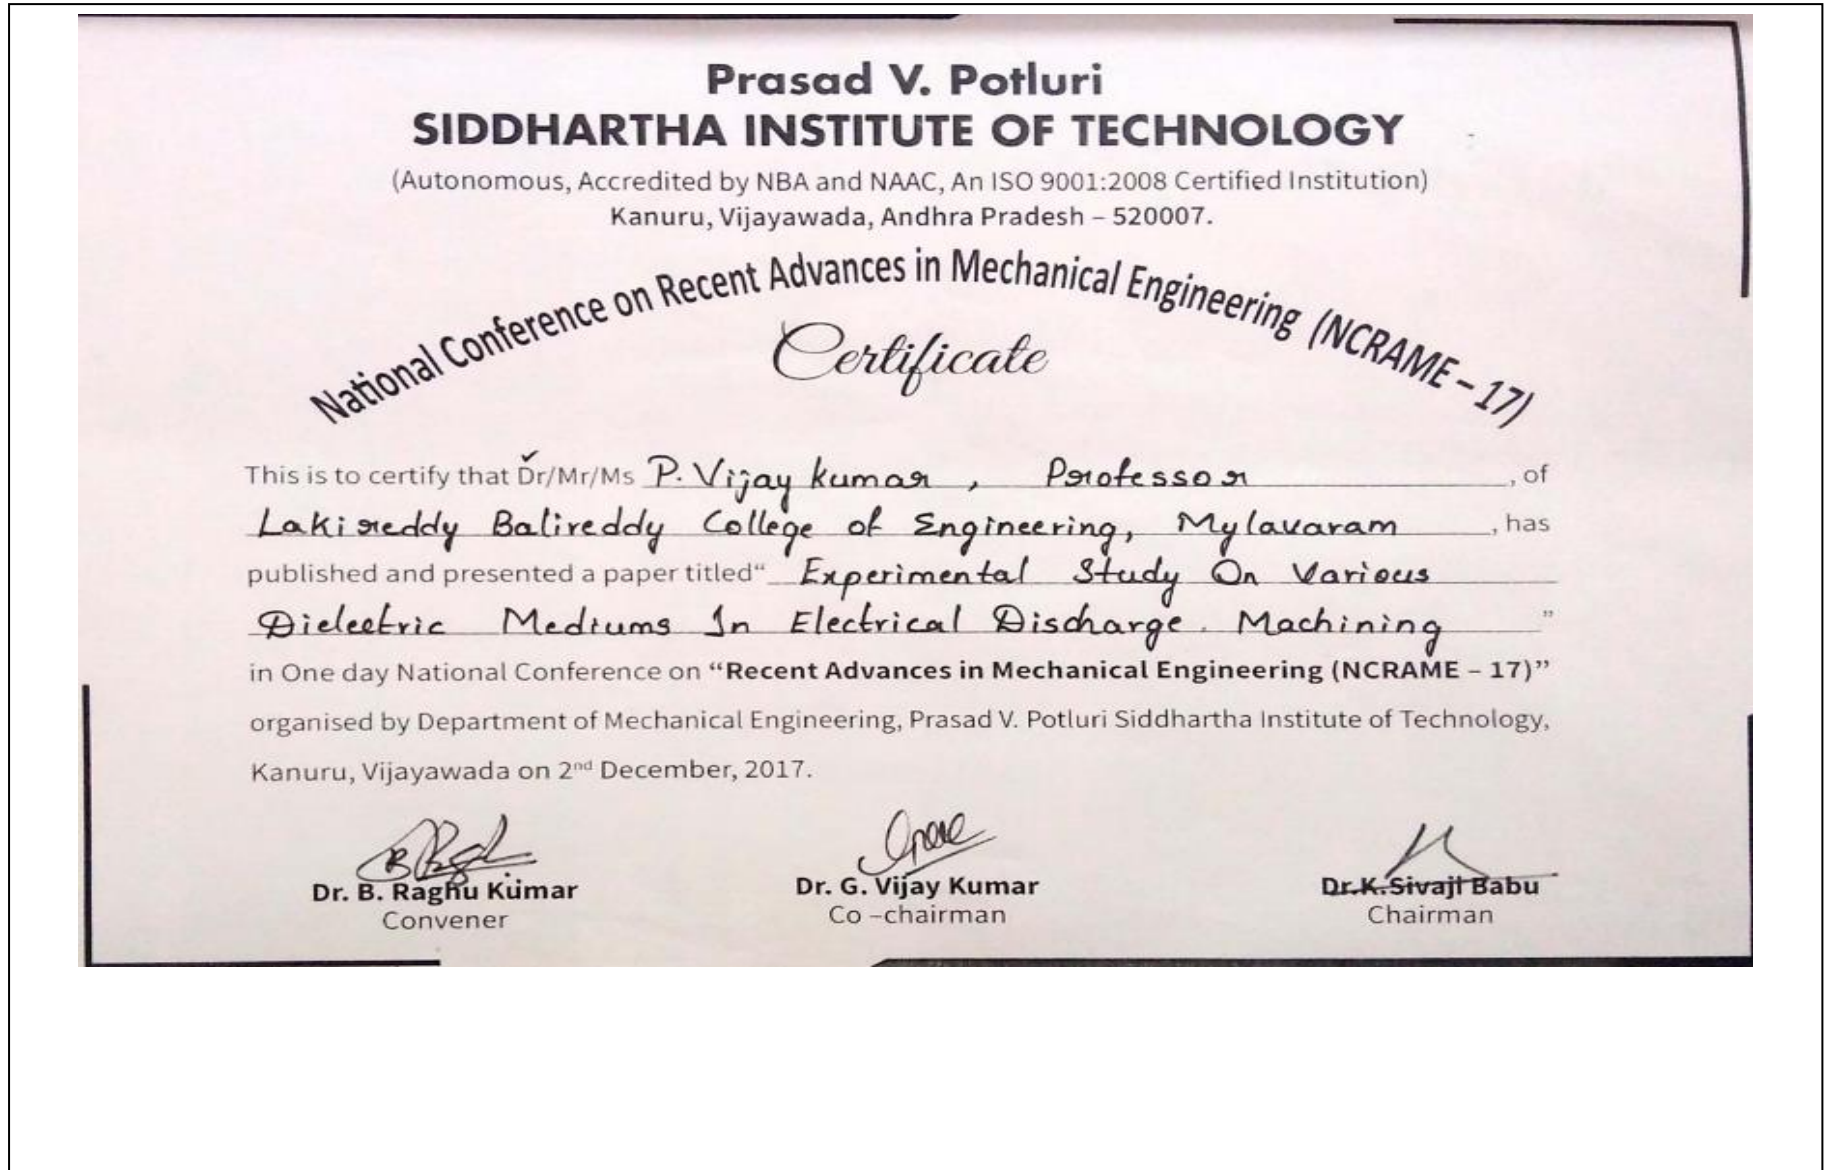 Prasad V. Potluri
SIDDHARTHA INSTITUTE OF TECHNOLOGY
(Autonomous, Accredited by NBA and NAAC, An ISO 9001:2008 Certified Institution)
Kanuru, Vijayawada, Andhra Pradesh – 520007.
National Conference on Recent Advances in Mechanical Engineering (NCRAME – 17)
Certificate
This is to certify that Dr/Mr/Ms P. Vijay kumar , Professor , of
Lakireddy Balireddy College of Engineering, Mylavaram , has
published and presented a paper titled“ Experimental Study On Various
Dielectric Mediums In Electrical Discharge. Machining ”
in One day National Conference on “Recent Advances in Mechanical Engineering (NCRAME – 17)”
organised by Department of Mechanical Engineering, Prasad V. Potluri Siddhartha Institute of Technology,
Kanuru, Vijayawada on 2nd December, 2017.
Dr. B. Raghu Kumar Dr. G. Vijay Kumar Dr.K.Sivaji Babu
Convener Co –chairman Chairman